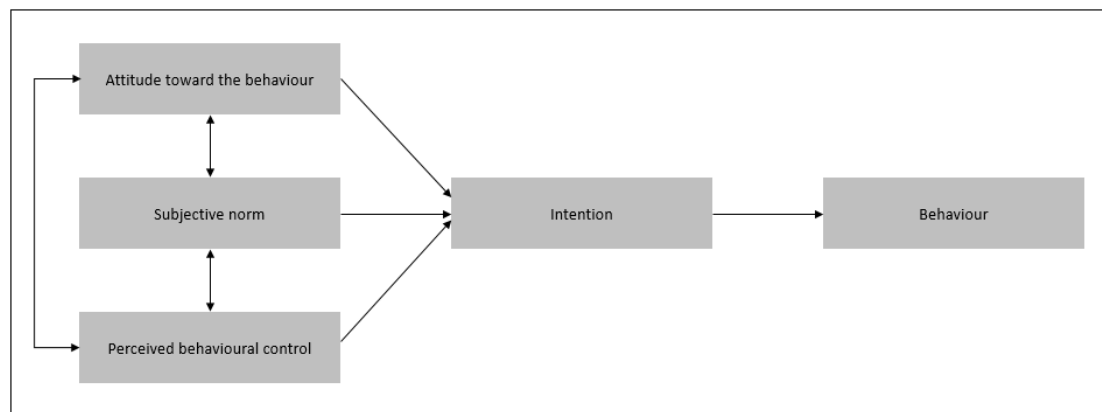 Attitude toward the behaviour
Subjective norm
Intention
Behaviour
Perceived behavioural control